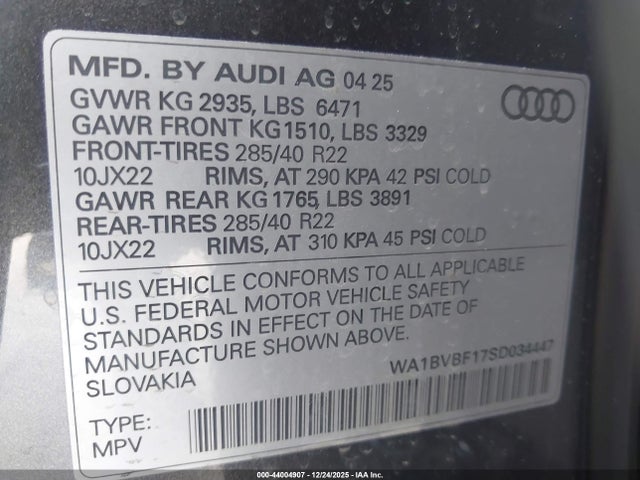 MFD. BY AUDI AG 04 25
GVWR KG 2935, LBS 6471
GAWR FRONT KG1510, LBS 3329
FRONT-TIRES 285/40 R22
10JX22 RIMS, AT 290 KPA 42 PSI COLD
GAWR REAR KG 1765, LBS 3891
REAR-TIRES 285/40 R22
10JX22 RIMS, AT 310 KPA 45 PSI COLD
THIS VEHICLE CONFORMS TO ALL APPLICABLE
U.S. FEDERAL MOTOR VEHICLE SAFETY
STANDARDS IN EFFECT ON THE DATE OF
MANUFACTURE SHOWN ABOVE.
SLOVAKIA
WA1BVBF17SD034447
TYPE:
MPV
000-44004907 - 12/24/2025 - IAAI.CA